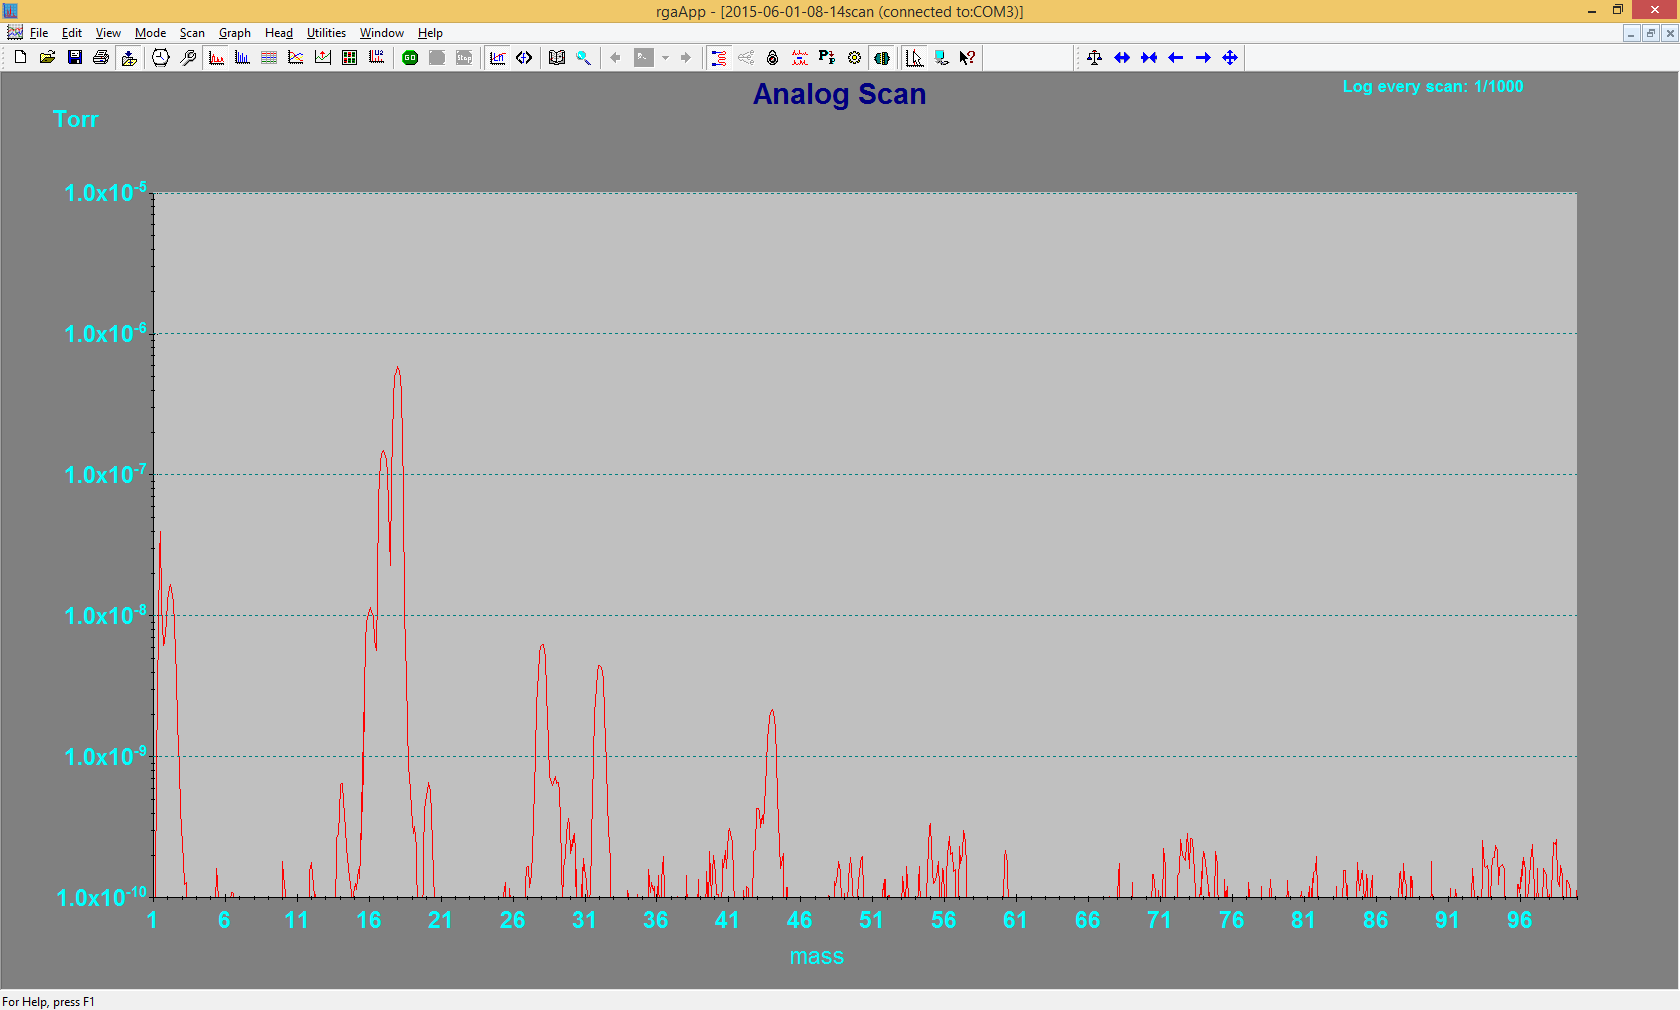 rgaApp - [2015-06-01-08-14scan (connected to:COM3)]
File Edit View Mode Scan Graph Head Utilities Window Help
GO Stop
Analog Scan
Log every scan: 1/1000
Torr
1.0x10-5
1.0x10-6
1.0x10-7
1.0x10-8
1.0x10-9
1.0x10-10
1 6 11 16 21 26 31 36 41 46 51 56 61 66 71 76 81 86 91 96
mass
For Help, press F1